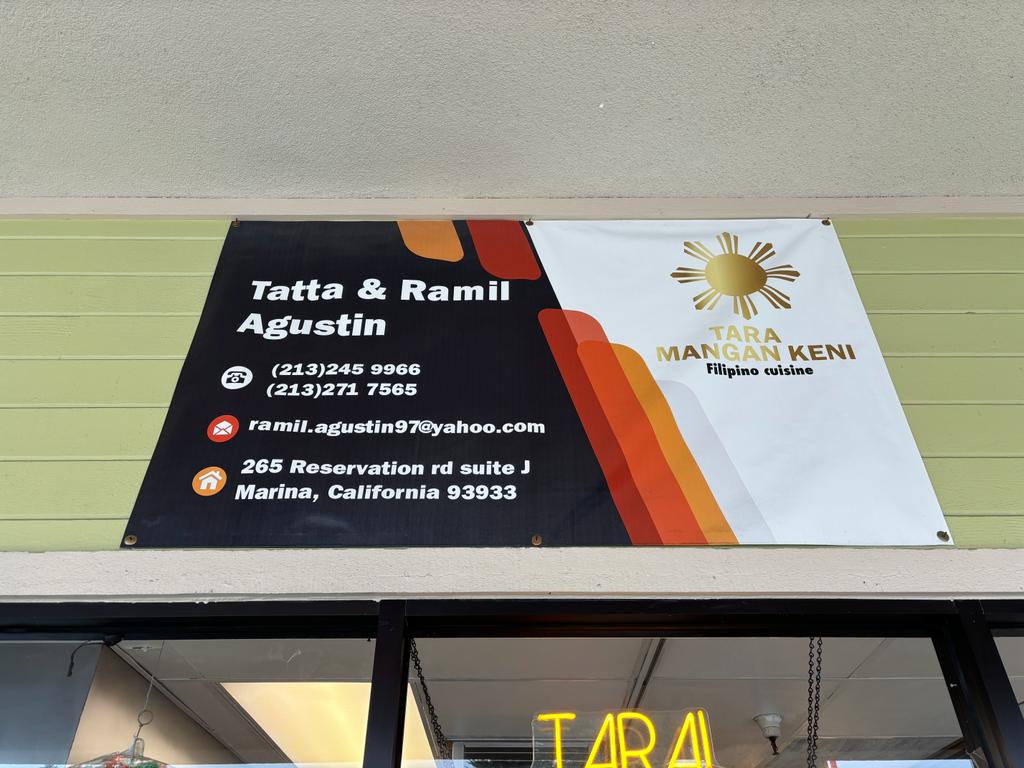 Tatta & Ramil
Agustin
(213)245 9966
(213)271 7565
ramil.agustin97@yahoo.com
265 Reservation rd suite J
Marina, California 93933
TARA
MANGAN KENI
Filipino cuisine
TARA!